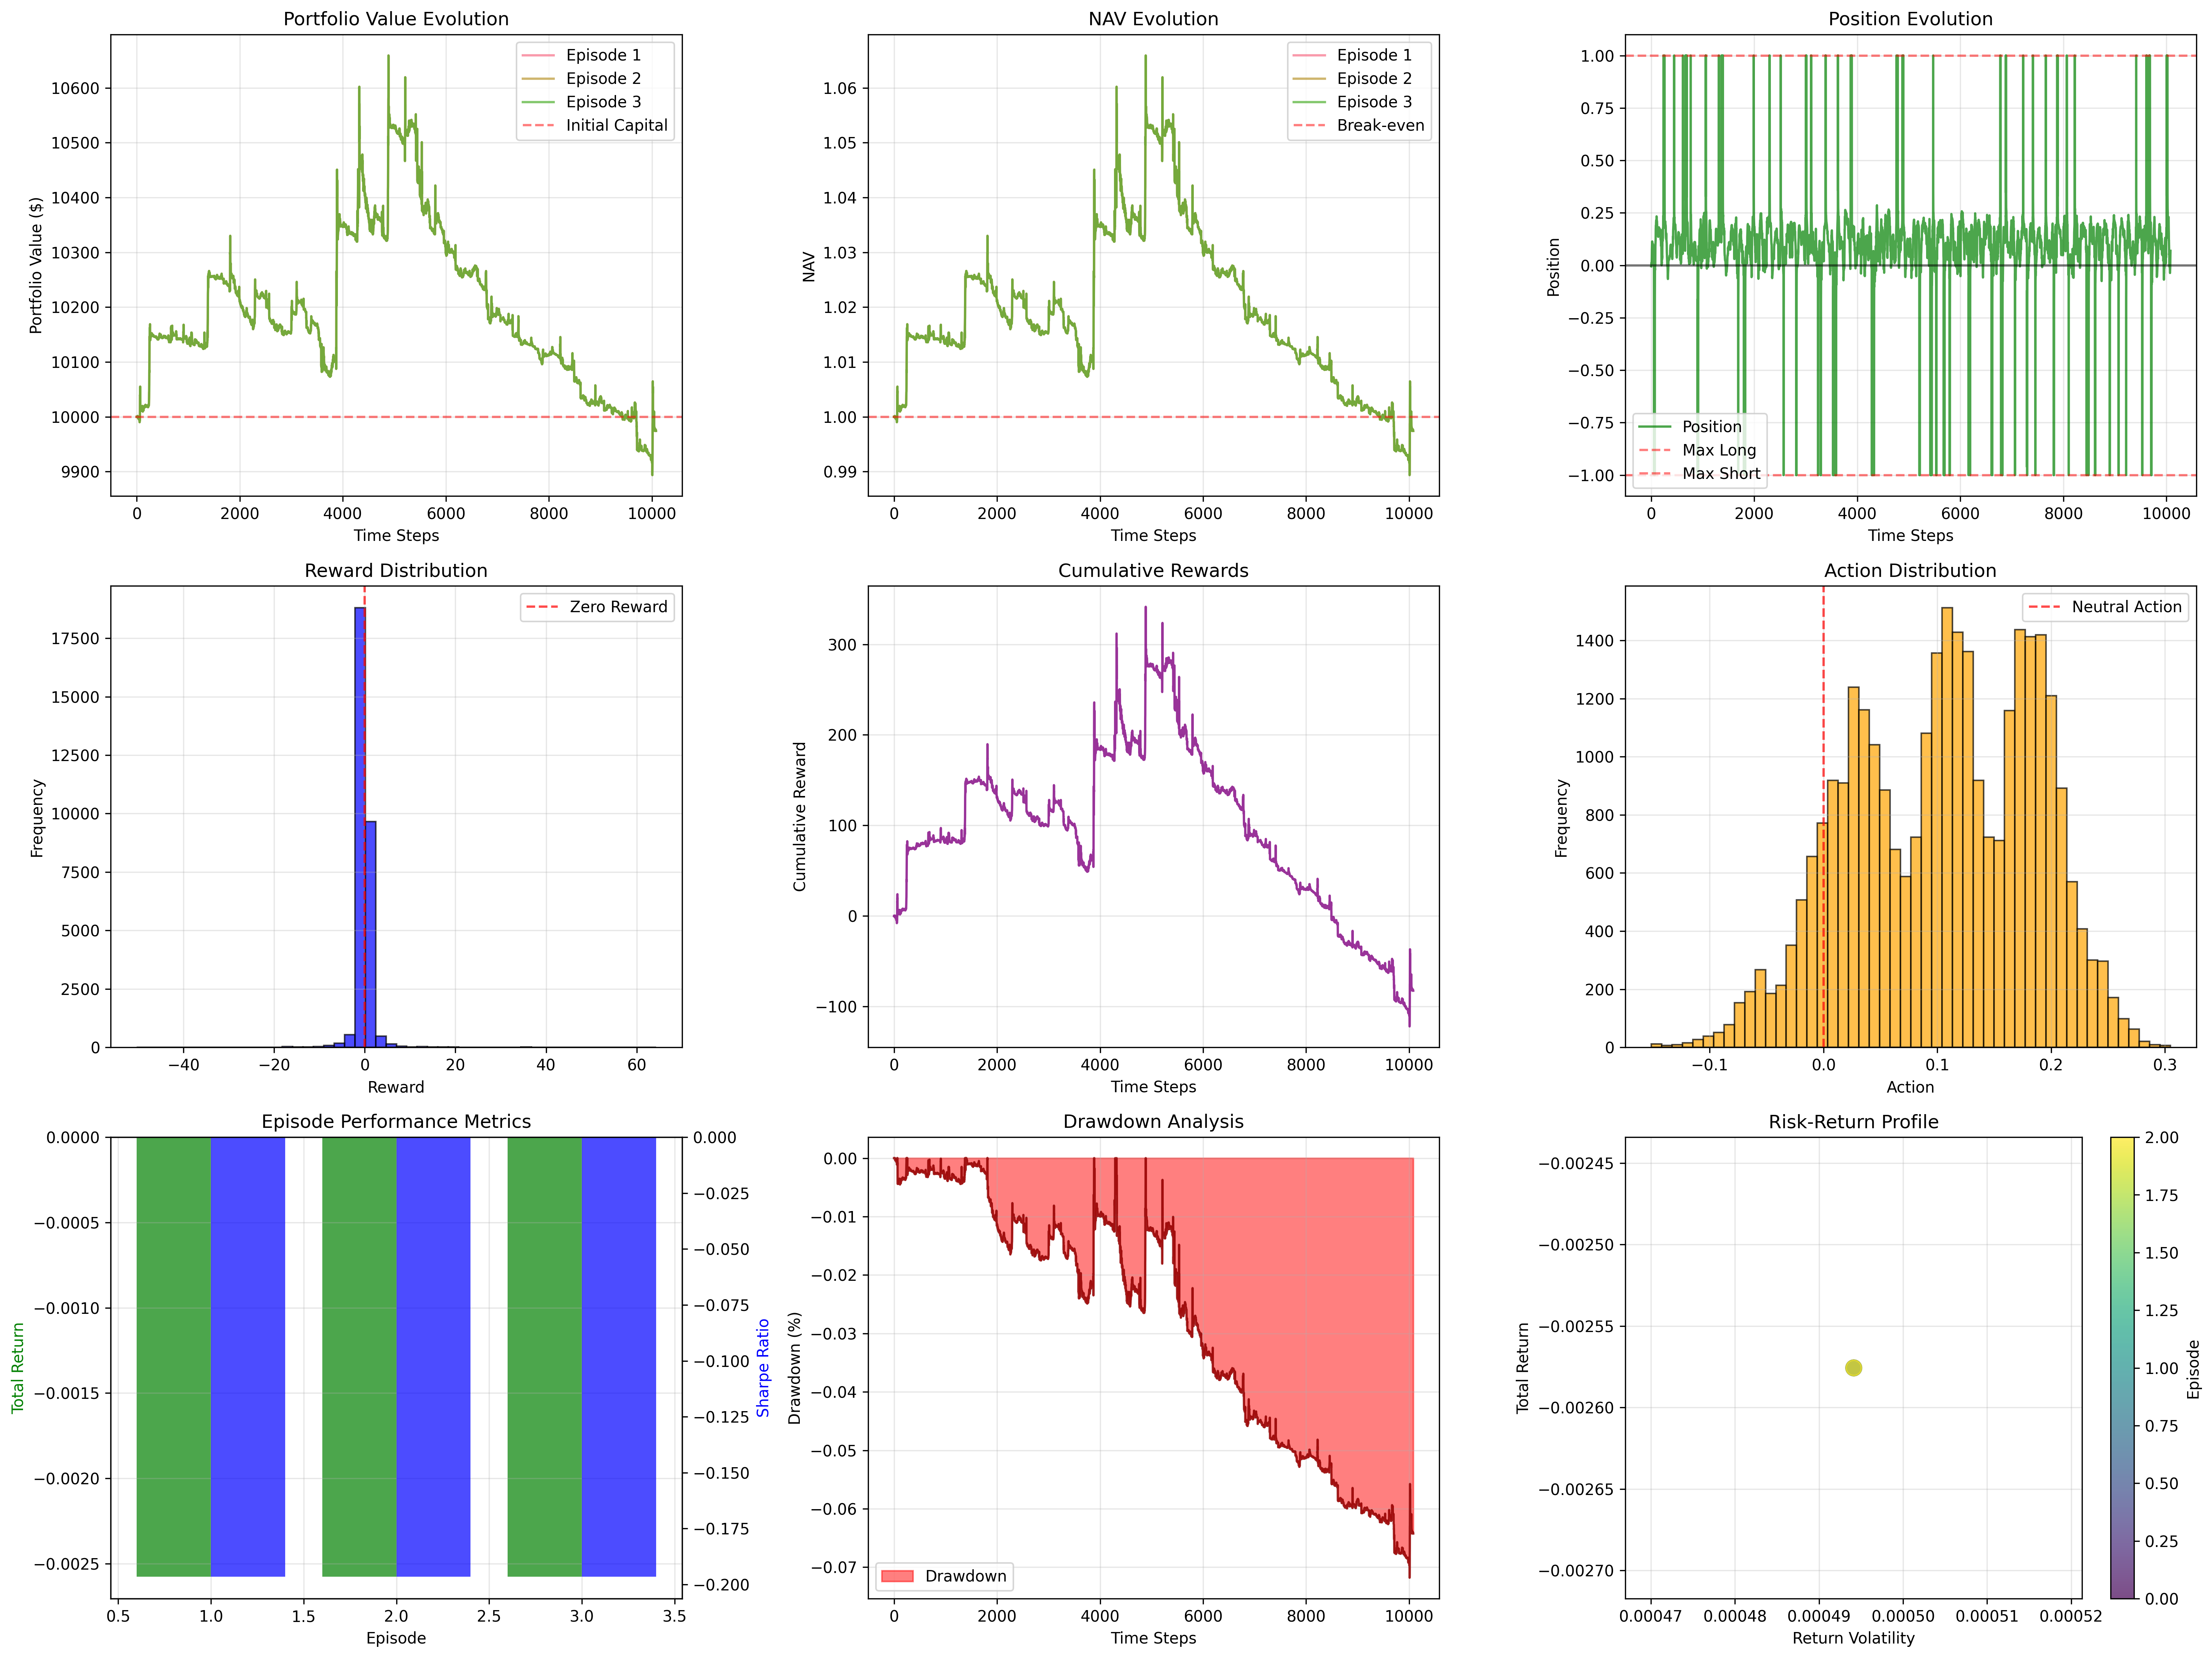 Portfolio Value Evolution
Portfolio Value ($)
10600
10500
10400
10300
10200
10100
10000
9900
Episode 1
Episode 2
Episode 3
Initial Capital
0 2000 4000 6000 8000 10000
Time Steps
NAV Evolution
NAV
1.06
1.05
1.04
1.03
1.02
1.01
1.00
0.99
Episode 1
Episode 2
Episode 3
Break-even
0 2000 4000 6000 8000 10000
Time Steps
Position Evolution
Position
1.00
0.75
0.50
0.25
0.00
−0.25
−0.50
−0.75
−1.00
Position
Max Long
Max Short
0 2000 4000 6000 8000 10000
Time Steps
Reward Distribution
Frequency
17500
15000
12500
10000
7500
5000
2500
0
Zero Reward
−40 −20 0 20 40 60
Reward
Cumulative Rewards
Cumulative Reward
300
200
100
0
−100
0 2000 4000 6000 8000 10000
Time Steps
Action Distribution
Frequency
1400
1200
1000
800
600
400
200
0
Neutral Action
−0.1 0.0 0.1 0.2 0.3
Action
Episode Performance Metrics
Total Return
0.0000
−0.0005
−0.0010
−0.0015
−0.0020
−0.0025
0.5 1.0 1.5 2.0 2.5 3.0 3.5
Episode
0.000
−0.025
−0.050
−0.075
−0.100
−0.125
−0.150
−0.175
−0.200
Sharpe Ratio
Drawdown Analysis
Drawdown (%)
0.00
−0.01
−0.02
−0.03
−0.04
−0.05
−0.06
−0.07
Drawdown
0 2000 4000 6000 8000 10000
Time Steps
Risk-Return Profile
Total Return
−0.00245
−0.00250
−0.00255
−0.00260
−0.00265
−0.00270
0.00047 0.00048 0.00049 0.00050 0.00051 0.00052
Return Volatility
2.00
1.75
1.50
1.25
1.00
0.75
0.50
0.25
0.00
Episode